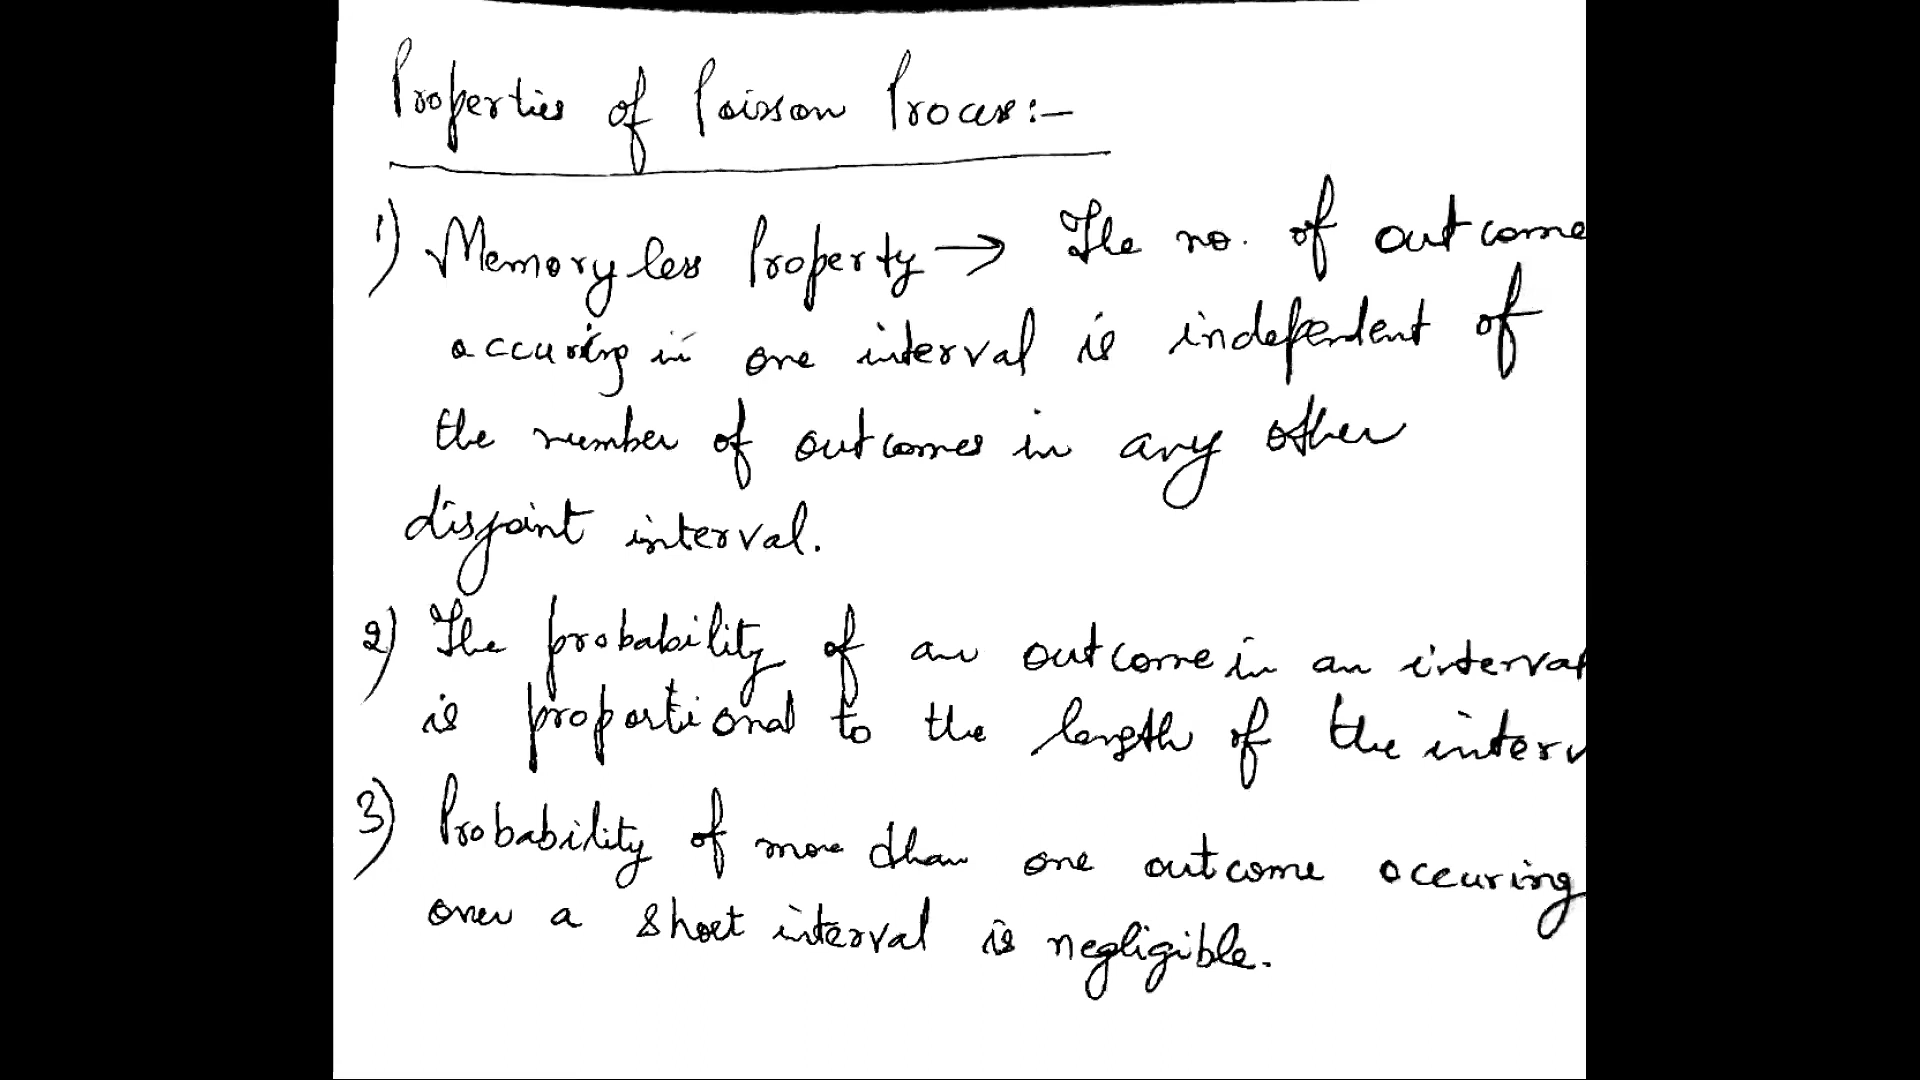 Properties of Poisson Process:-
1) Memoryless Property → The no. of outcome
occuring in one interval is independent of
the number of outcomes in any other
disjoint interval.
2) The probability of an outcome in an interval
is proportional to the length of the interv
3) Probability of more than one outcome occuring
over a short interval is negligible.